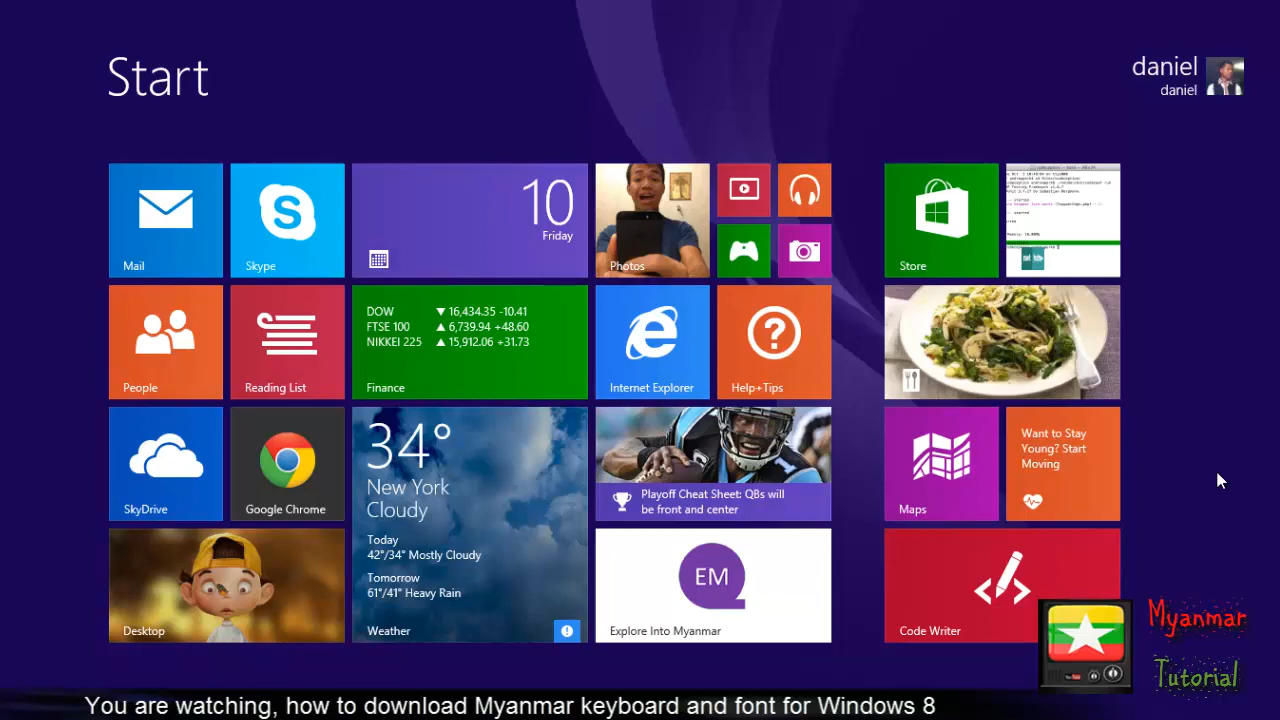 Start
daniel
daniel
Mail
Skype
10
Friday
Photos
Store
People
Reading List
DOW ▼ 16,434.35 -10.41
FTSE 100 ▲ 6,739.94 +48.60
NIKKEI 225 ▲ 15,912.06 +31.73
Finance
Internet Explorer
Help+Tips
SkyDrive
Google Chrome
34°
New York
Cloudy
Today
42°/34° Mostly Cloudy
Tomorrow
61°/41° Heavy Rain
Weather
Playoff Cheat Sheet: QBs will
be front and center
Maps
Want to Stay
Young? Start
Moving
Desktop
EM
Explore Into Myanmar
Code Writer
Myanmar
Tutorial
You are watching, how to download Myanmar keyboard and font for Windows 8